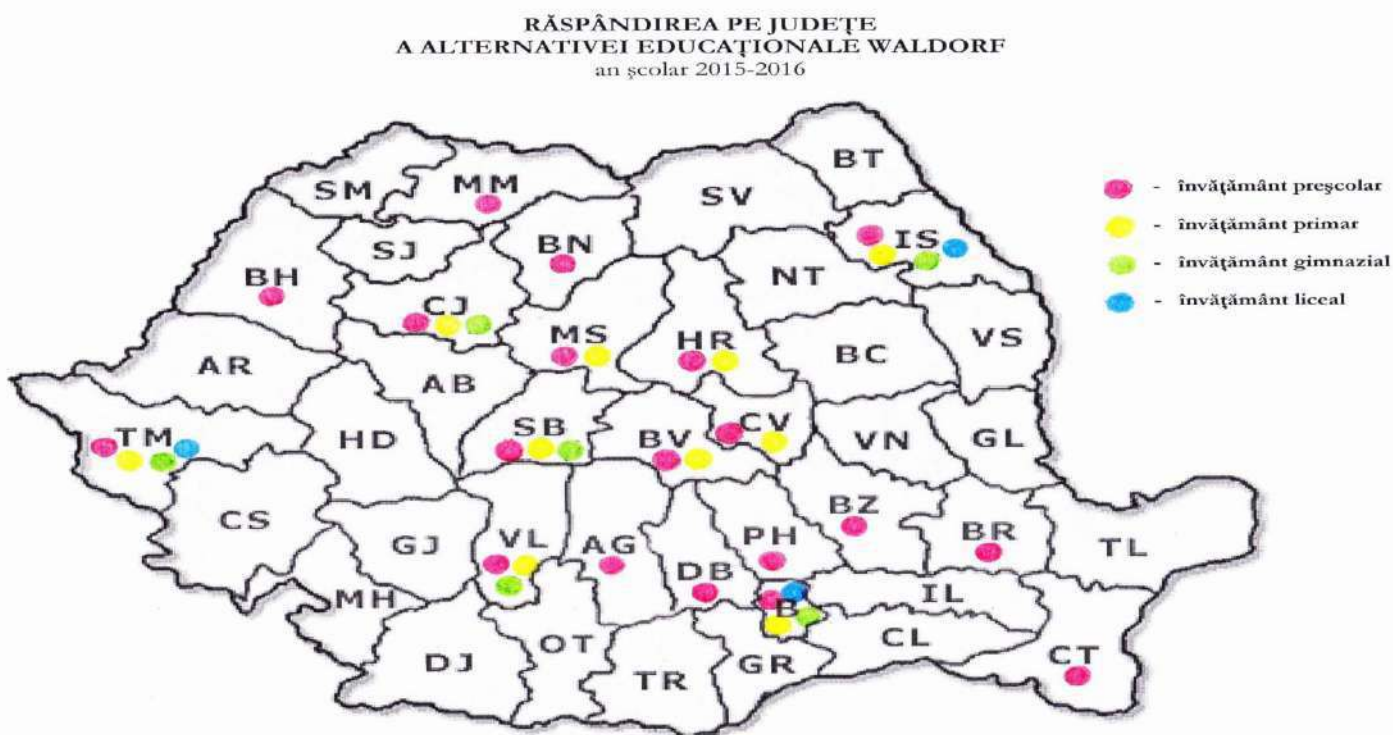 RĂSPÂNDIREA PE JUDEȚE
A ALTERNATIVEI EDUCAȚIONALE WALDORF
an școlar 2015-2016
BT
SM
MM
SV
- învățământ preșcolar
- învățământ primar
- învățământ gimnazial
- învățământ liceal
IS
SJ
BN
NT
BH
CJ
MS
HR
VS
BC
AR
AB
TM
HD
SB
BV
CV
VN
GL
CS
GJ
VL
AG
PH
BZ
BR
TL
DB
MH
B
IL
OT
CL
DJ
TR
GR
CT